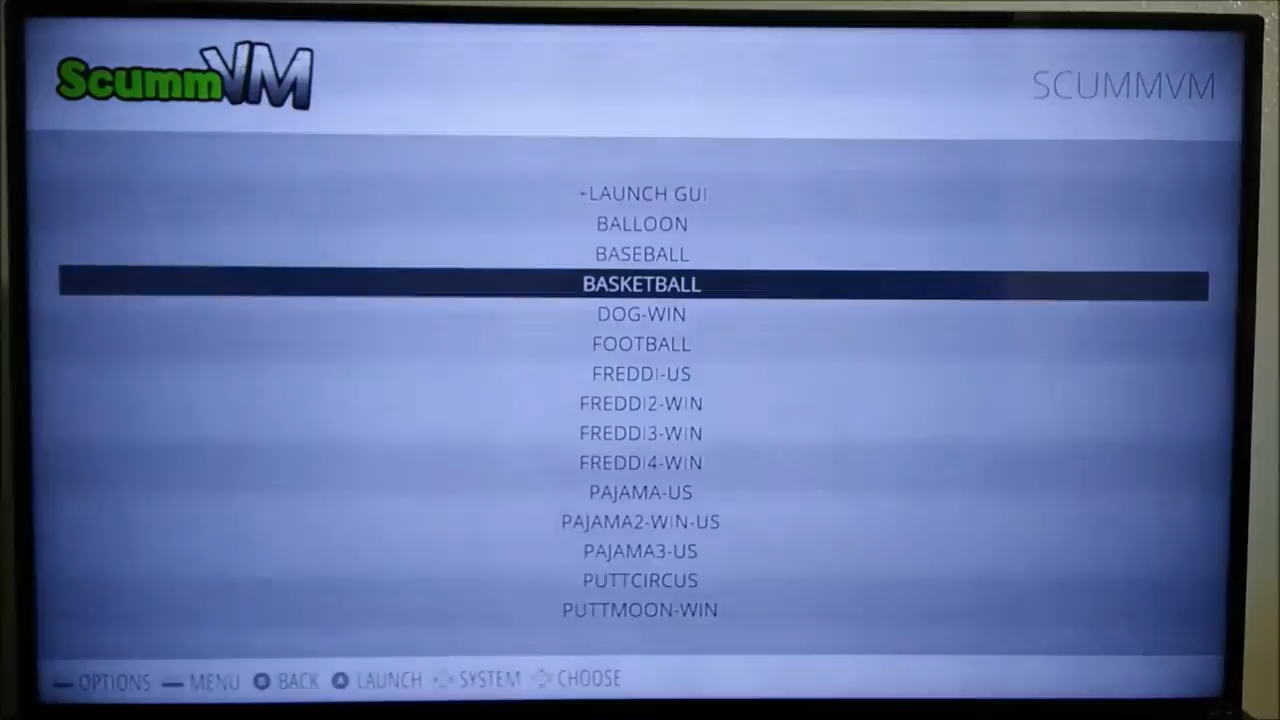 ScummVM
SCUMMVM
+LAUNCH GUI
BALLOON
BASEBALL
BASKETBALL
DOG-WIN
FOOTBALL
FREDDI-US
FREDDI2-WIN
FREDDI3-WIN
FREDDI4-WIN
PAJAMA-US
PAJAMA2-WIN-US
PAJAMA3-US
PUTTCIRCUS
PUTTMOON-WIN
OPTIONS MENU BACK A LAUNCH SYSTEM CHOOSE